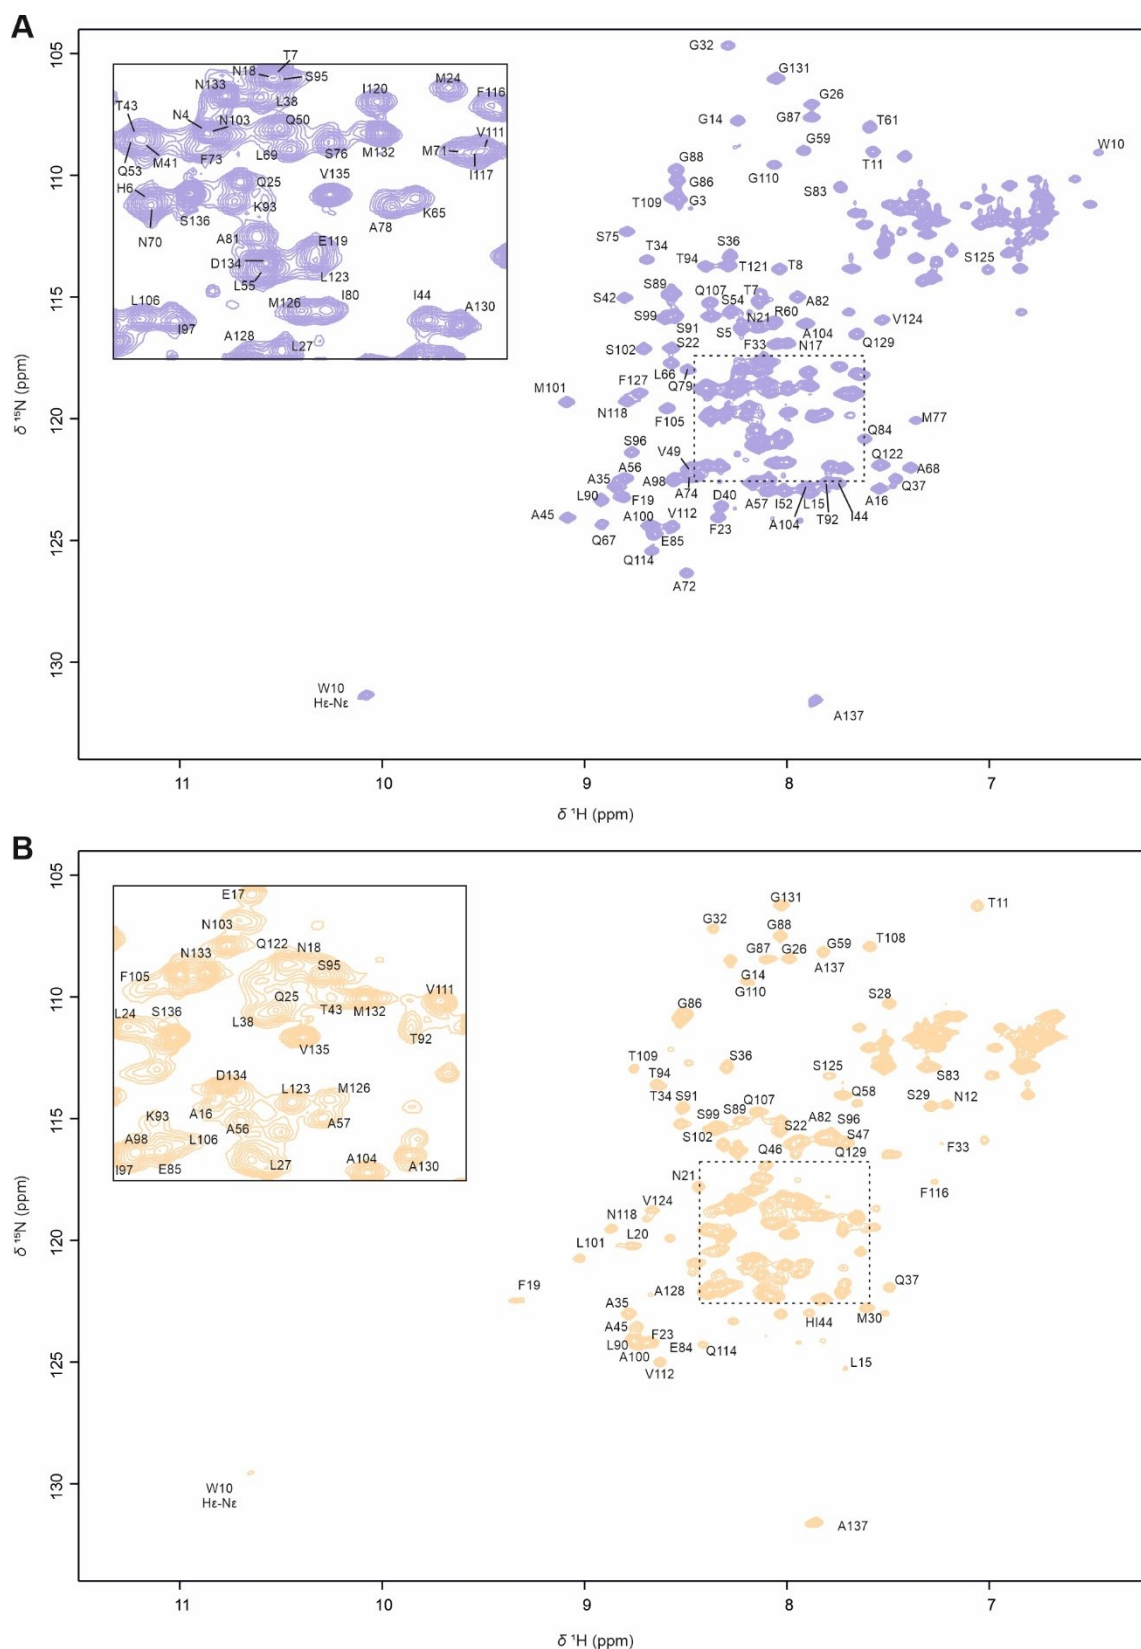 A
105
110
115
120
125
130
δ ¹⁵N (ppm)
T7
N18
S95
N133
L38
I120
M24
F116
T43
N4
N103
Q50
V111
Q53
M41
F73
L69
S76
M132
M71
I117
H6
Q25
V135
K93
K65
N70
S136
A78
A81
E119
D134
L55
L123
L106
M126
I80
I44
A130
I97
A128
L27
G32
G131
G26
G14
G87
T61
G59
W10
G88
G110
T11
G86
S83
T109
G3
S75
T34
S36
T94
T121
T8
S125
S42
S89
Q107
T7
S54
A82
S99
S91
N21
R60
V124
S5
A104
S102
S22
F33
N17
Q129
L66
F127
Q79
M101
N118
F105
M77
S96
Q84
V49
Q122
A35
A56
A98
A68
L90
F19
A74
D40
A57
I52
L15
A16
Q37
A45
A100
V112
F23
A104
T92
I44
Q67
E85
Q114
A72
W10
Hε-Nε
A137
11
10
9
8
7
δ ¹H (ppm)
B
105
110
115
120
125
130
δ ¹⁵N (ppm)
E17
N103
Q122
N18
N133
S95
F105
Q25
V111
L24
S136
T43
M132
L38
T92
V135
D134
L123
M126
A16
K93
A56
A57
A98
L106
I97
E85
L27
A104
A130
G131
T11
G32
G88
T108
G87
G26
G59
G14
A137
G110
S28
G86
T109
S36
T94
S125
S83
T34
S91
Q107
Q58
S29
N12
S99
S89
S22
A82
S96
S102
S47
Q46
Q129
F33
N21
F116
V124
N118
L20
L101
F19
A128
Q37
A35
HI44
M30
A45
F23
L90
E84
Q114
A100
V112
L15
W10
Hε-Nε
A137
11
10
9
8
7
δ ¹H (ppm)